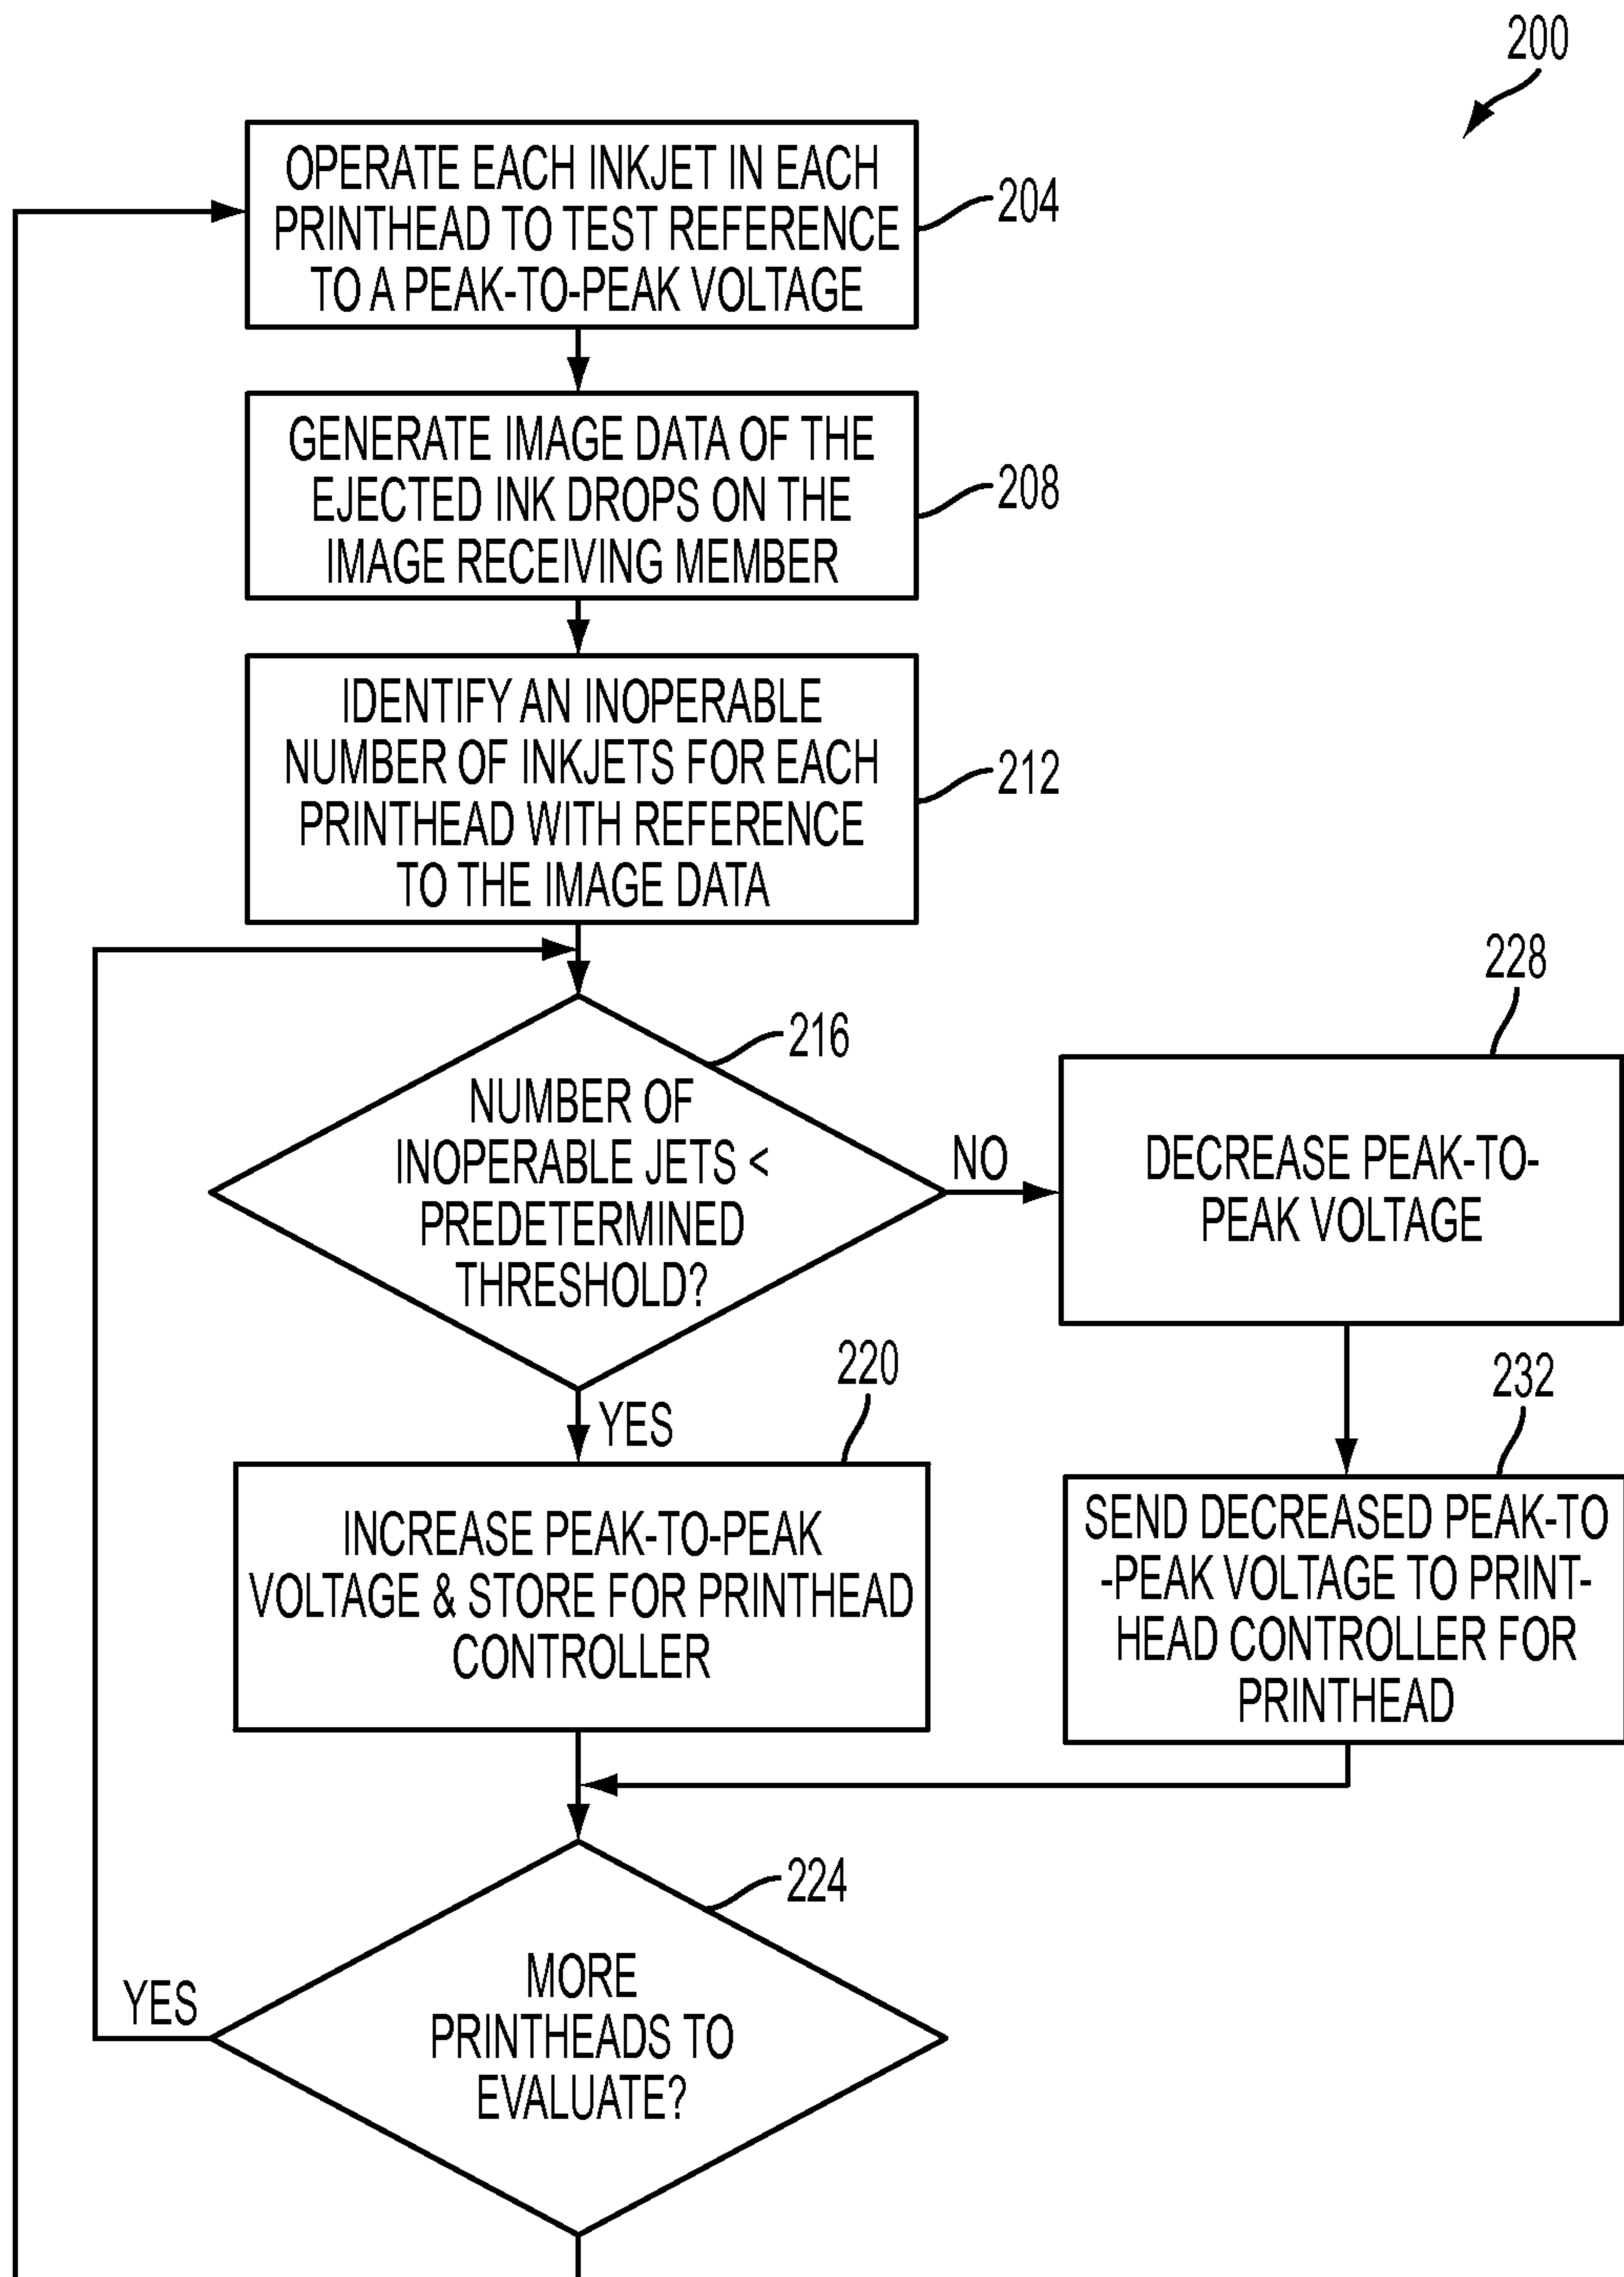 200
OPERATE EACH INKJET IN EACH
PRINTHEAD TO TEST REFERENCE
TO A PEAK-TO-PEAK VOLTAGE
204
GENERATE IMAGE DATA OF THE
EJECTED INK DROPS ON THE
IMAGE RECEIVING MEMBER
208
IDENTIFY AN INOPERABLE
NUMBER OF INKJETS FOR EACH
PRINTHEAD WITH REFERENCE
TO THE IMAGE DATA
212
216
NUMBER OF
INOPERABLE JETS <
PREDETERMINED
THRESHOLD?
NO
228
DECREASE PEAK-TO-
PEAK VOLTAGE
YES
220
INCREASE PEAK-TO-PEAK
VOLTAGE & STORE FOR PRINTHEAD
CONTROLLER
232
SEND DECREASED PEAK-TO
-PEAK VOLTAGE TO PRINT-
HEAD CONTROLLER FOR
PRINTHEAD
224
MORE
PRINTHEADS TO
EVALUATE?
YES